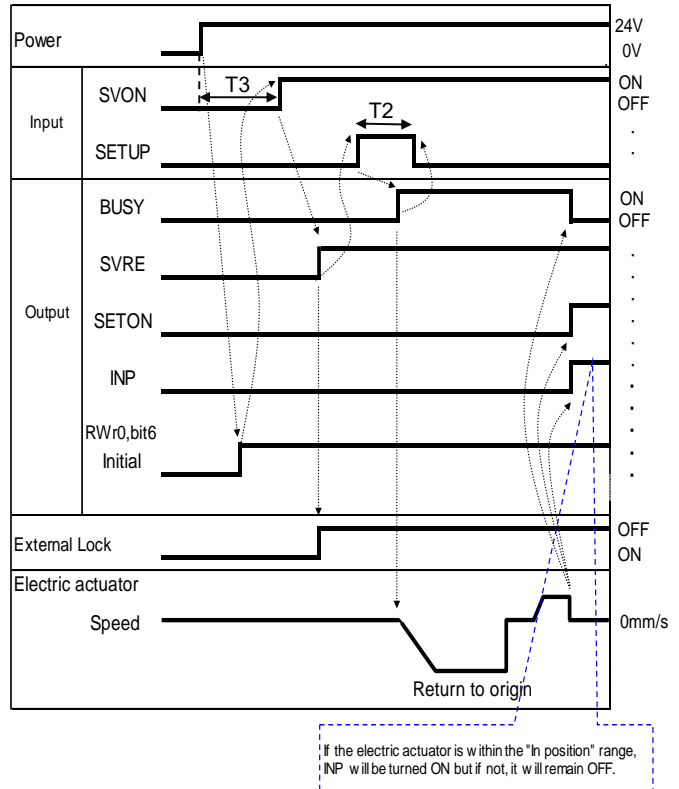 Power
24V
0V
Input
SVON
T3
ON
OFF
SETUP
T2
Output
BUSY
ON
OFF
SVRE
SETON
INP
RWr0,bit6
Initial
External Lock
OFF
ON
Electric actuator
Speed
0mm/s
Return to origin
If the electric actuator is within the "In position" range,
INP will be turned ON but if not, it will remain OFF.